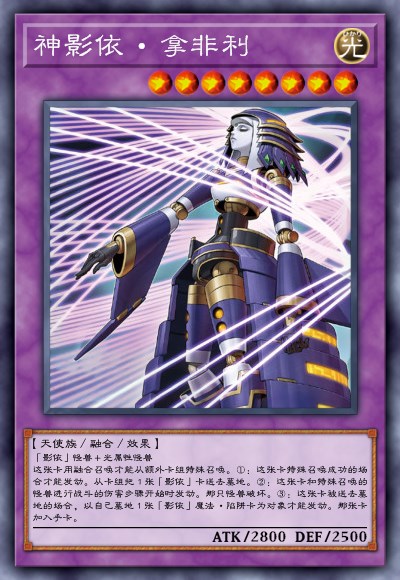 神影依·拿非利
光
【天使族/融合/效果】
「影依」怪兽+光属性怪兽
这张卡用融合召唤才能从额外卡组特殊召唤。①：这张卡特殊召唤成功的场
合才能发动。从卡组把1张「影依」卡送去墓地。②：这张卡和特殊召唤的
的怪兽进行战斗的伤害步骤开始时发动。那只怪兽破坏。③：这张卡被送去墓
地的场合，以自己墓地1张「影依」魔法·陷阱卡为对象才能发动。那张卡
加入手卡。
ATK/2800 DEF/2500